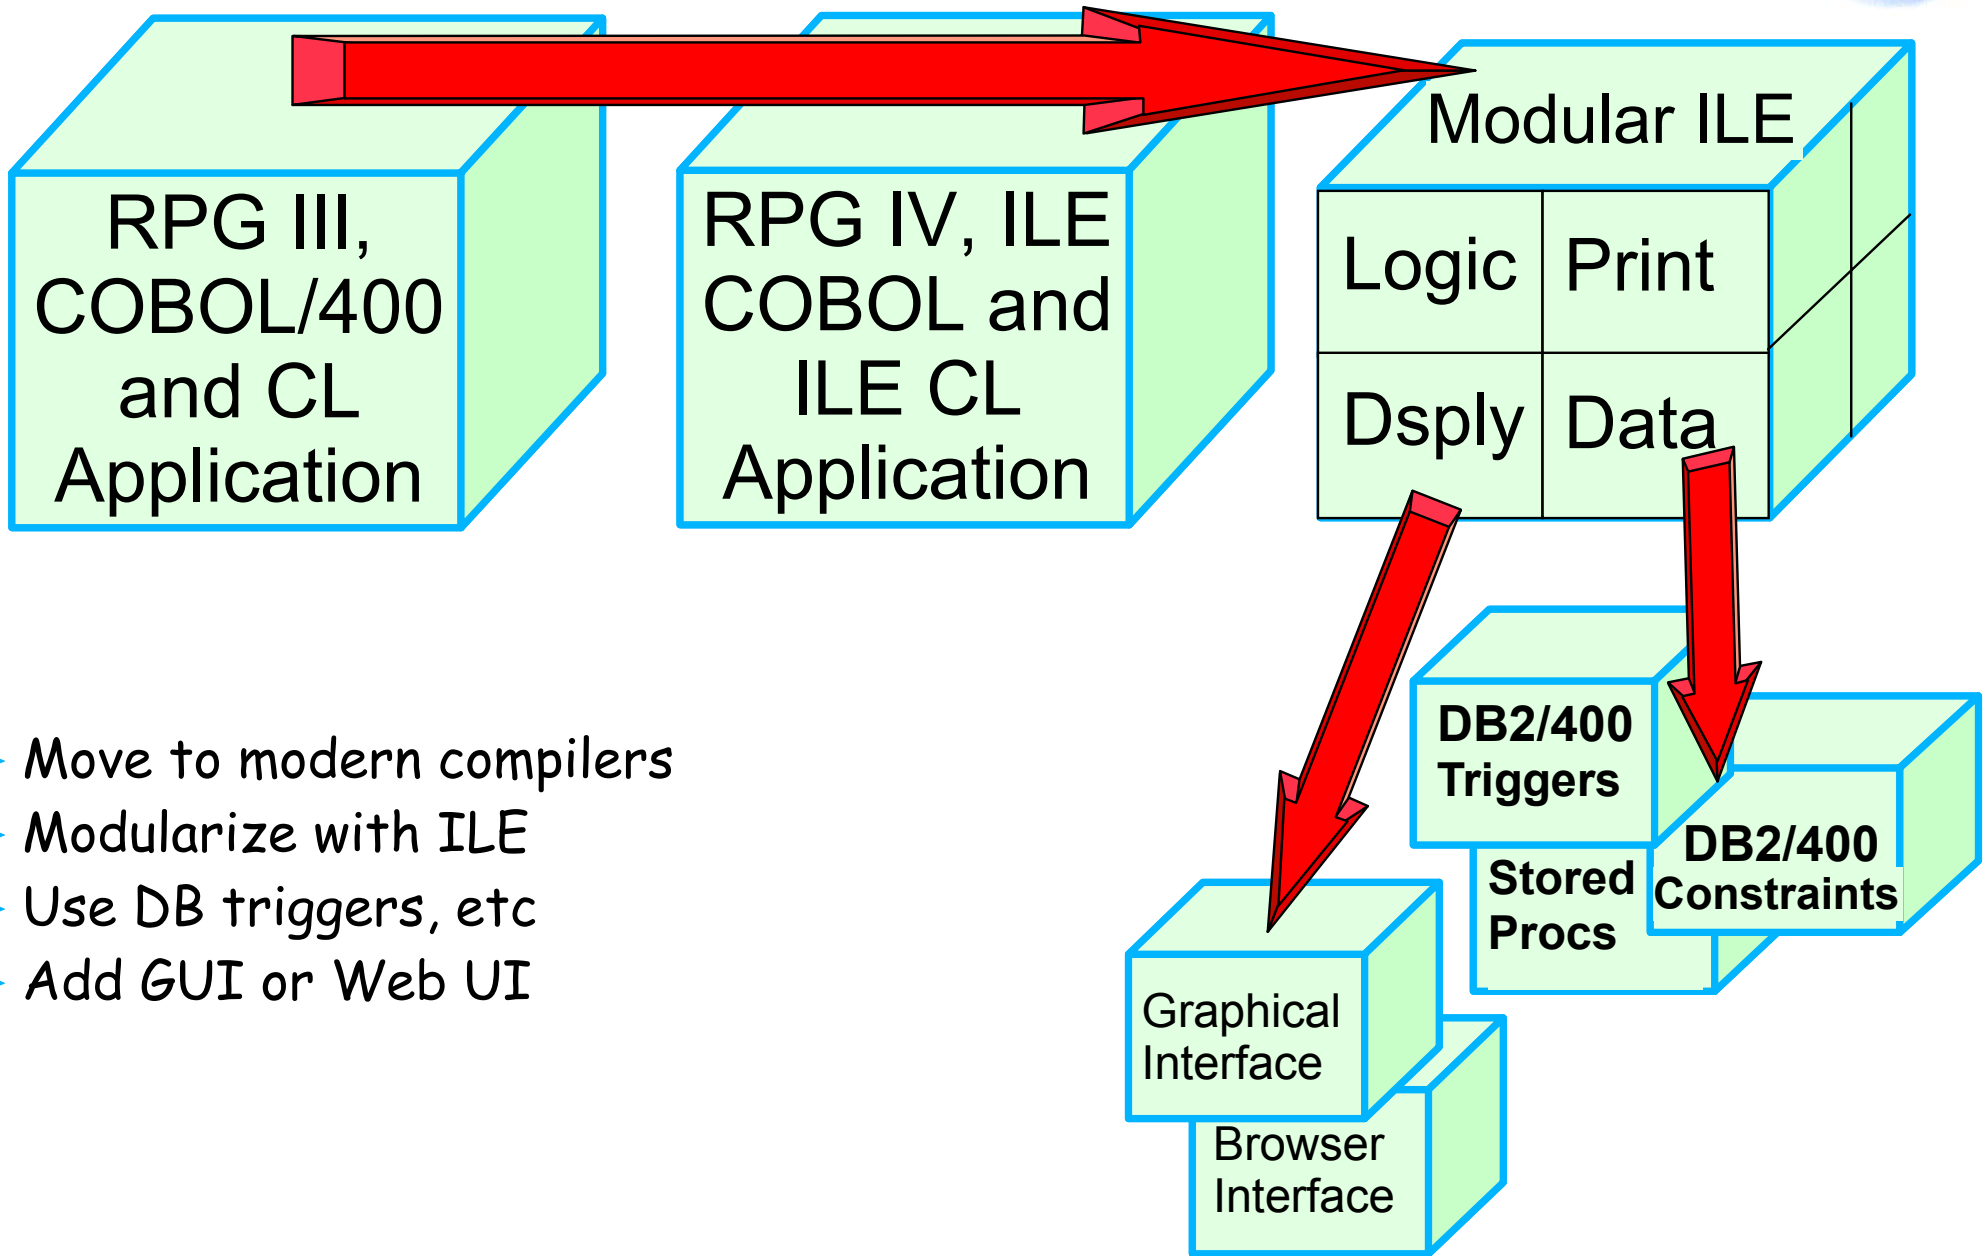 RPG III,
COBOL/400
and CL
Application
RPG IV, ILE
COBOL and
ILE CL
Application
Modular ILE
Logic
Print
Dsply
Data
Move to modern compilers
Modularize with ILE
Use DB triggers, etc
Add GUI or Web UI
DB2/400
Triggers
Stored
Procs
DB2/400
Constraints
Graphical
Interface
Browser
Interface